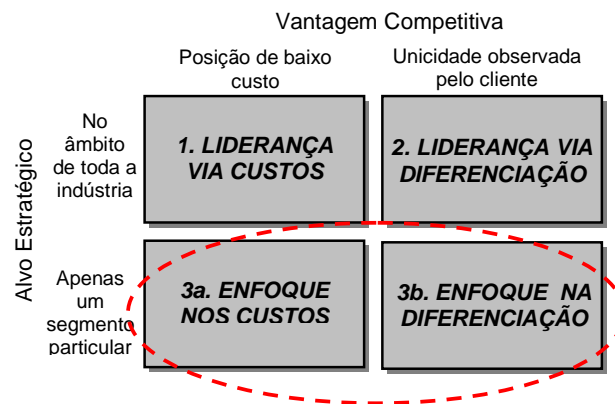 Vantagem Competitiva
Posição de baixo
custo
Unicidade observada
pelo cliente
Alvo Estratégico
No
âmbito
de toda a
indústria
1. LIDERANÇA
VIA CUSTOS
2. LIDERANÇA VIA
DIFERENCIAÇÃO
Apenas
um
segmento
particular
3a. ENFOQUE
NOS CUSTOS
3b. ENFOQUE NA
DIFERENCIAÇÃO